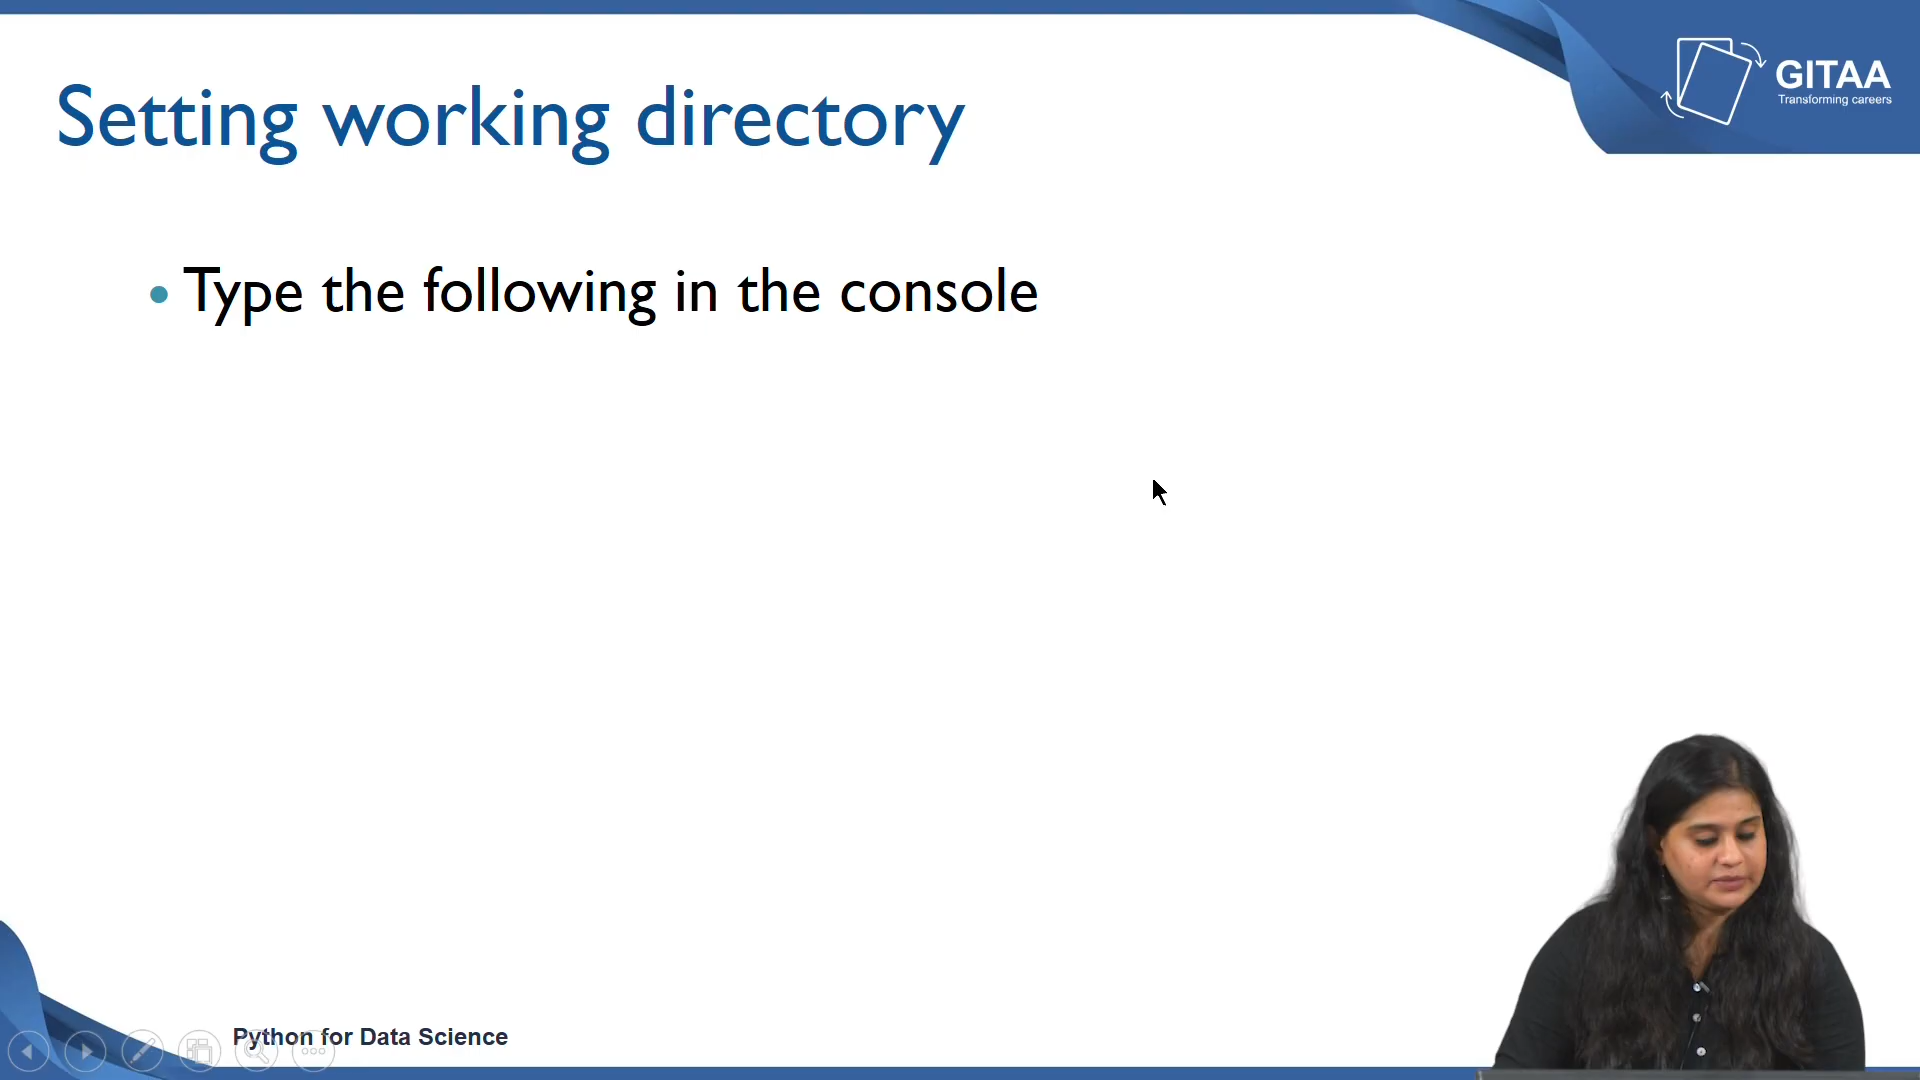 GITAA
Transforming careers
Setting working directory
• Type the following in the console
Python for Data Science